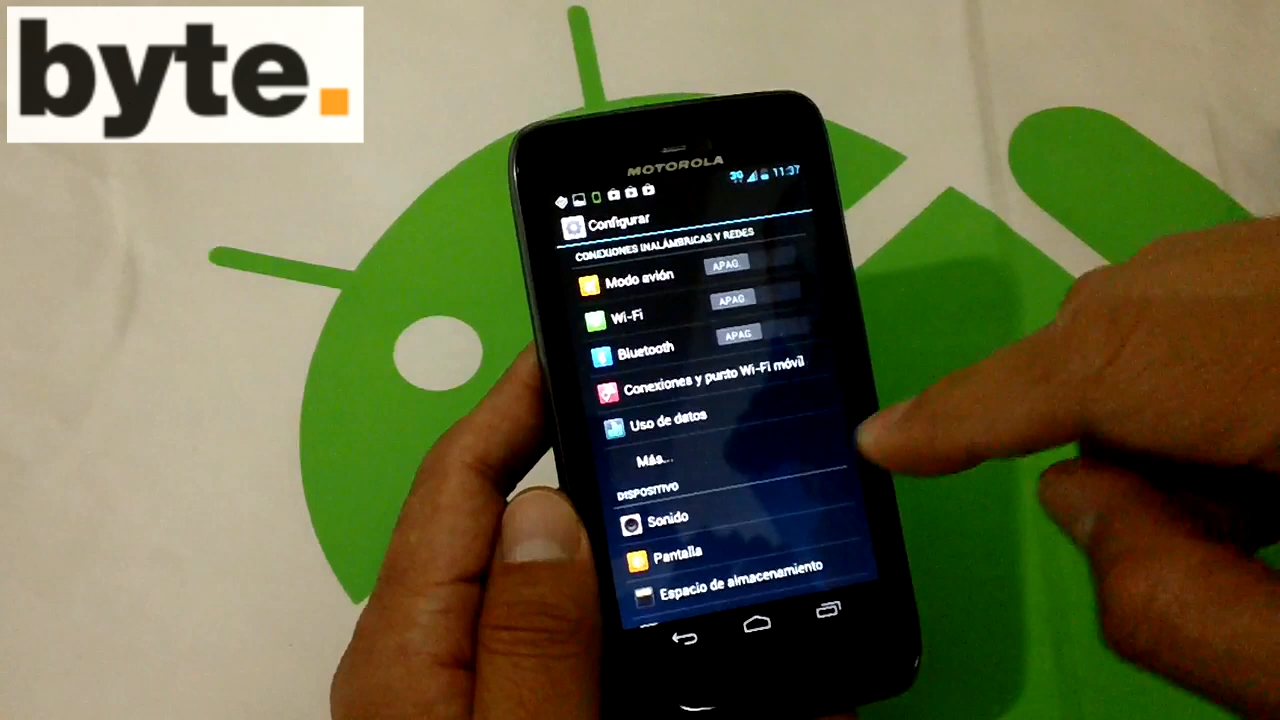 byte.
MOTOROLA
3G 11:37
Configurar
CONEXIONES INALÁMBRICAS Y REDES
Modo avión APAG
Wi-Fi APAG
Bluetooth APAG
Conexiones y punto Wi-Fi móvil
Uso de datos
Más...
DISPOSITIVO
Sonido
Pantalla
Espacio de almacenamiento